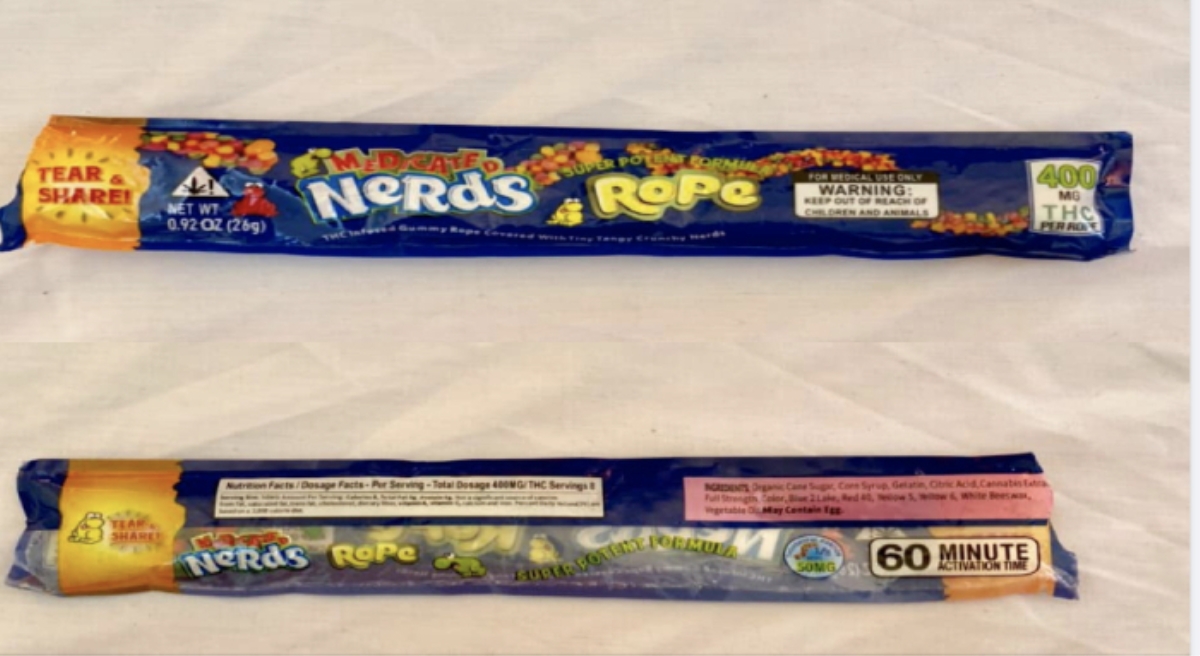 TEAR &
SHARE!
NET WT
0.92 OZ (26g)
MEDICATED
NeRds
SUPER POTENT FORMULA
RoPe
THC Infused Gummy Rope Covered With Tiny Tangy Crunchy Nerds
FOR MEDICAL USE ONLY
WARNING:
KEEP OUT OF REACH OF
CHILDREN AND ANIMALS
400
MG
THC
PER ROPE
TEAR &
SHARE!
Nutrition Facts / Dosage Facts - Per Serving - Total Dosage 400MG/THC Servings 8
INGREDIENTS: Organic Cane Sugar, Corn Syrup, Gelatin, Citric Acid, Cannabis Extra
Full Strength, Color, Blue 2 Lake, Red 40, Yellow 5, Yellow 6, White Beeswax,
Vegetable Oil May Contain Egg.
MEDICATED
NeRds
RoPe
SUPER POTENT FORMULA
50MG
60 MINUTE
ACTIVATION TIME